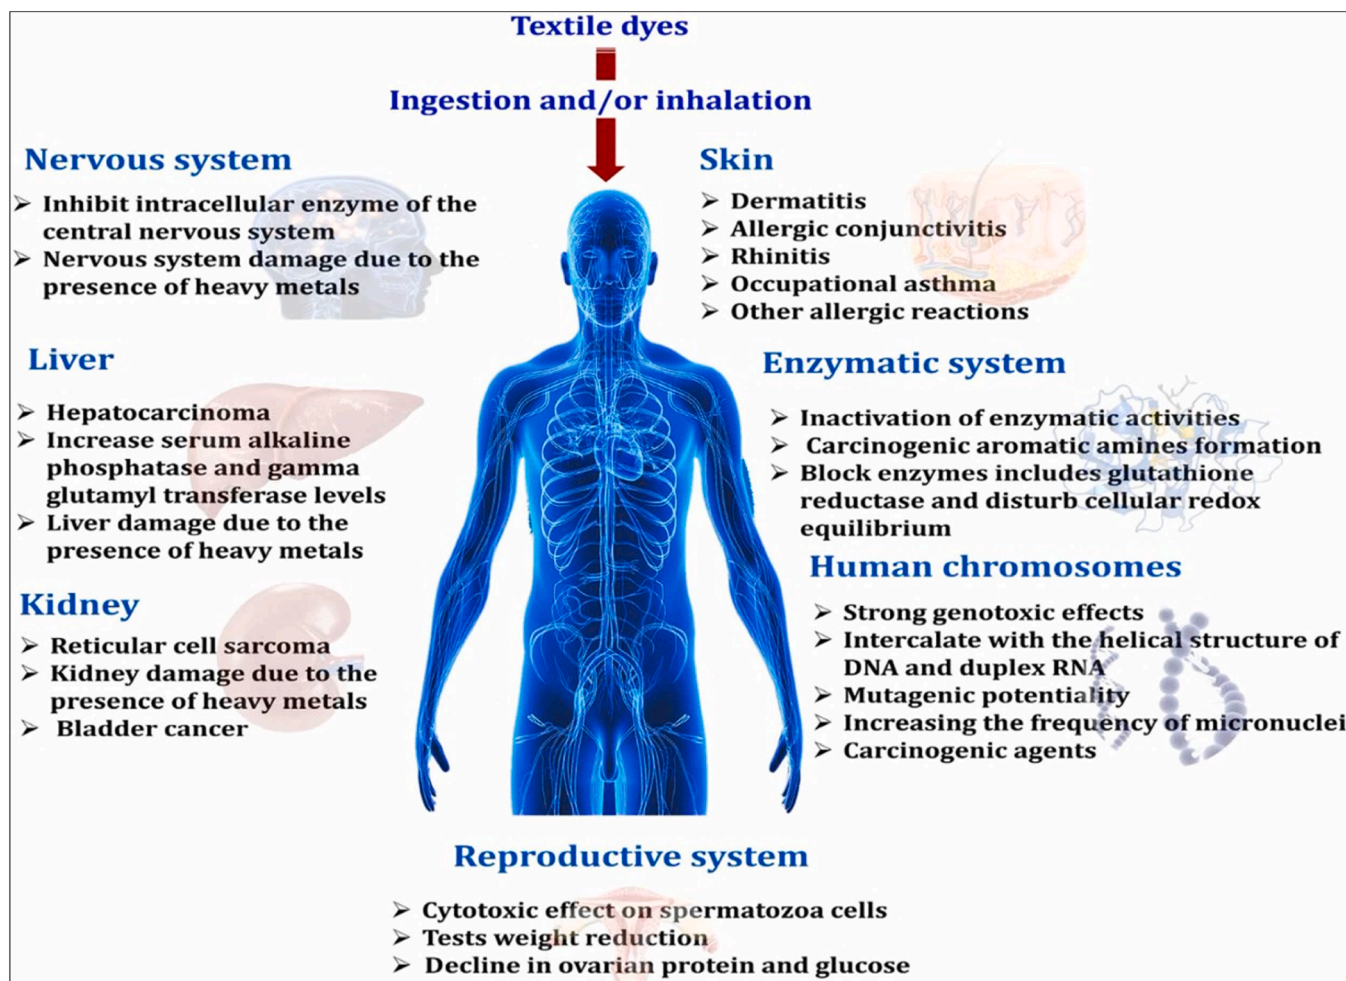 Textile dyes
Ingestion and/or inhalation
Nervous system
➢ Inhibit intracellular enzyme of the
central nervous system
➢ Nervous system damage due to the
presence of heavy metals
Liver
➢ Hepatocarcinoma
➢ Increase serum alkaline
phosphatase and gamma
glutamyl transferase levels
➢ Liver damage due to the
presence of heavy metals
Kidney
➢ Reticular cell sarcoma
➢ Kidney damage due to the
presence of heavy metals
➢ Bladder cancer
Skin
➢ Dermatitis
➢ Allergic conjunctivitis
➢ Rhinitis
➢ Occupational asthma
➢ Other allergic reactions
Enzymatic system
➢ Inactivation of enzymatic activities
➢ Carcinogenic aromatic amines formation
➢ Block enzymes includes glutathione
reductase and disturb cellular redox
equilibrium
Human chromosomes
➢ Strong genotoxic effects
➢ Intercalate with the helical structure of
DNA and duplex RNA
➢ Mutagenic potentiality
➢ Increasing the frequency of micronuclei
➢ Carcinogenic agents
Reproductive system
➢ Cytotoxic effect on spermatozoa cells
➢ Tests weight reduction
➢ Decline in ovarian protein and glucose